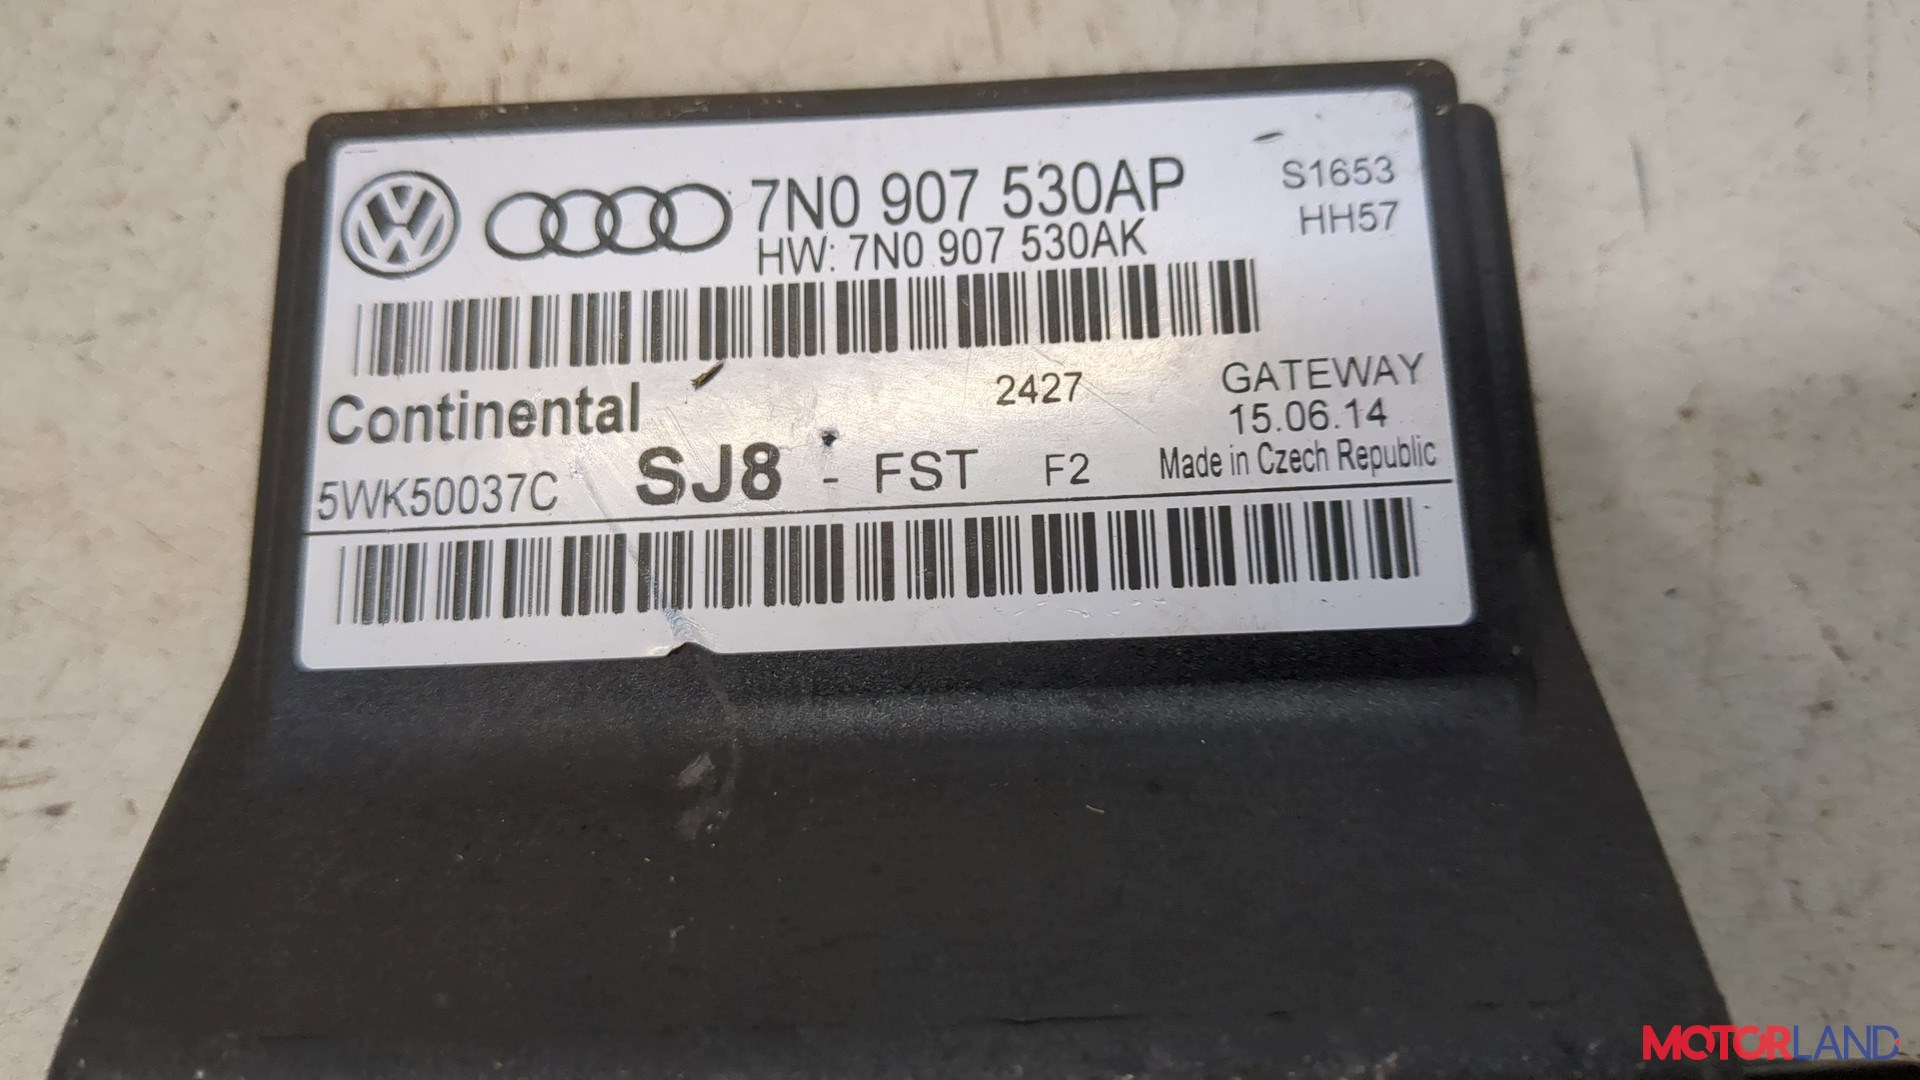 7N0 907 530AP
HW: 7N0 907 530AK
S1653
HH57
Continental
2427
GATEWAY
15.06.14
5WK50037C SJ8 - FST F2 Made in Czech Republic
MOTORLAND